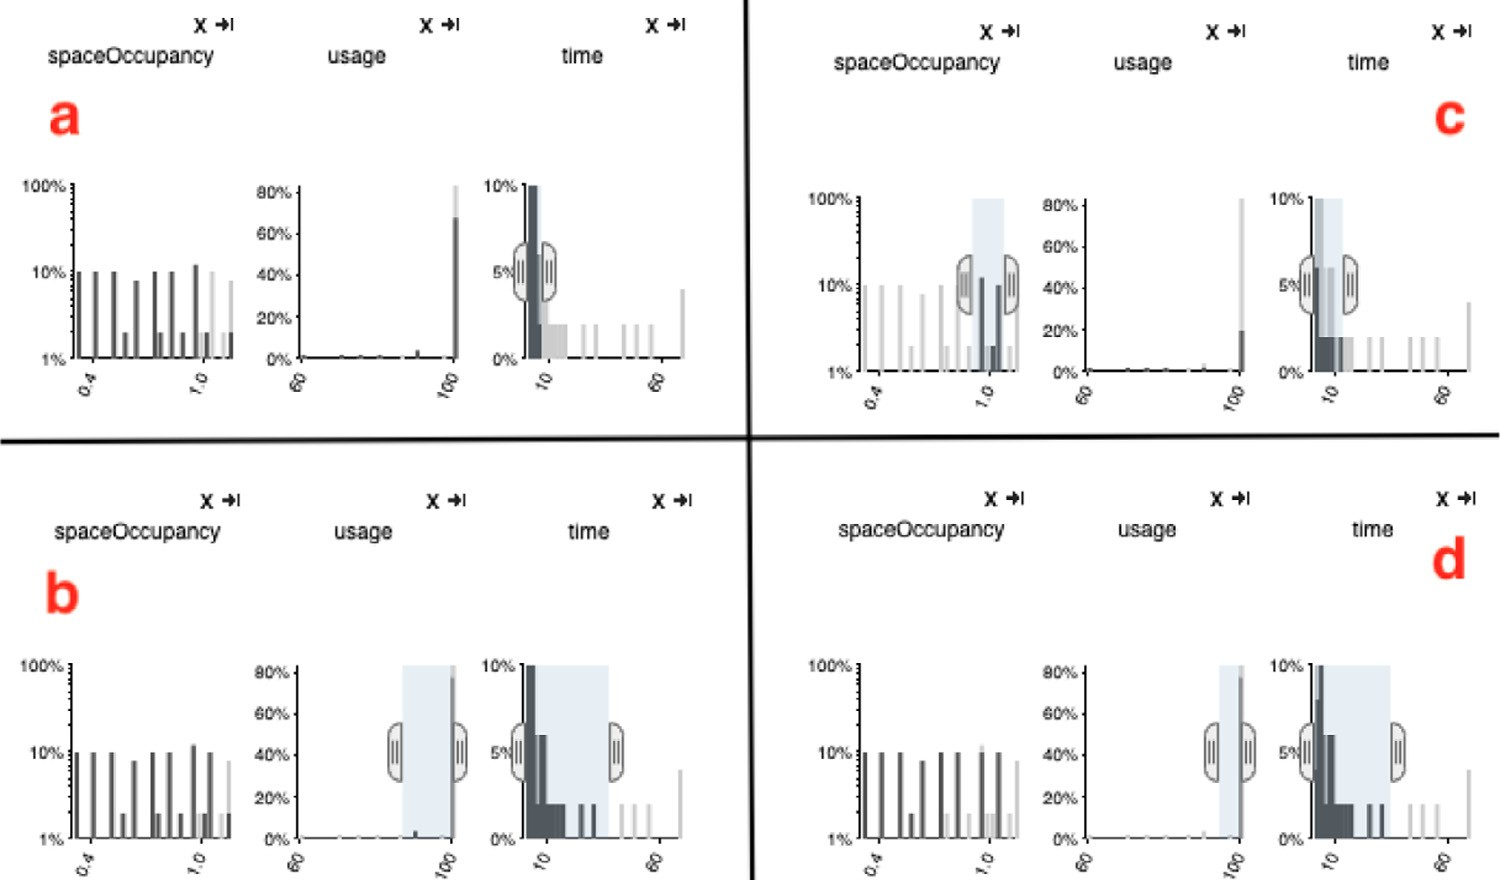 X →| X →| X →|
spaceOccupancy usage time
a
100% 80% 10%
60%
10% 5%
40%
20%
1% 0% 0%
0.4 1.0 60 100 10 60
X →| X →| X →|
spaceOccupancy usage time
c
100% 80% 10%
60%
10% 5%
40%
20%
1% 0% 0%
0.4 1.0 60 100 10 60
X →| X →| X →|
spaceOccupancy usage time
b
100% 80% 10%
60%
10% 5%
40%
20%
1% 0% 0%
0.4 1.0 60 100 10 60
X →| X →| X →|
spaceOccupancy usage time
d
100% 80% 10%
60%
10% 5%
40%
20%
1% 0% 0%
0.4 1.0 60 100 10 60